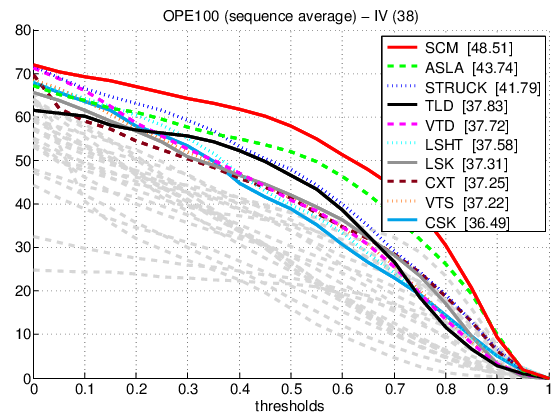 OPE100 (sequence average) – IV (38)
80
70
60
50
40
30
20
10
0
SCM [48.51]
ASLA [43.74]
STRUCK [41.79]
TLD [37.83]
VTD [37.72]
LSHT [37.58]
LSK [37.31]
CXT [37.25]
VTS [37.22]
CSK [36.49]
0 0.1 0.2 0.3 0.4 0.5 0.6 0.7 0.8 0.9 1
thresholds